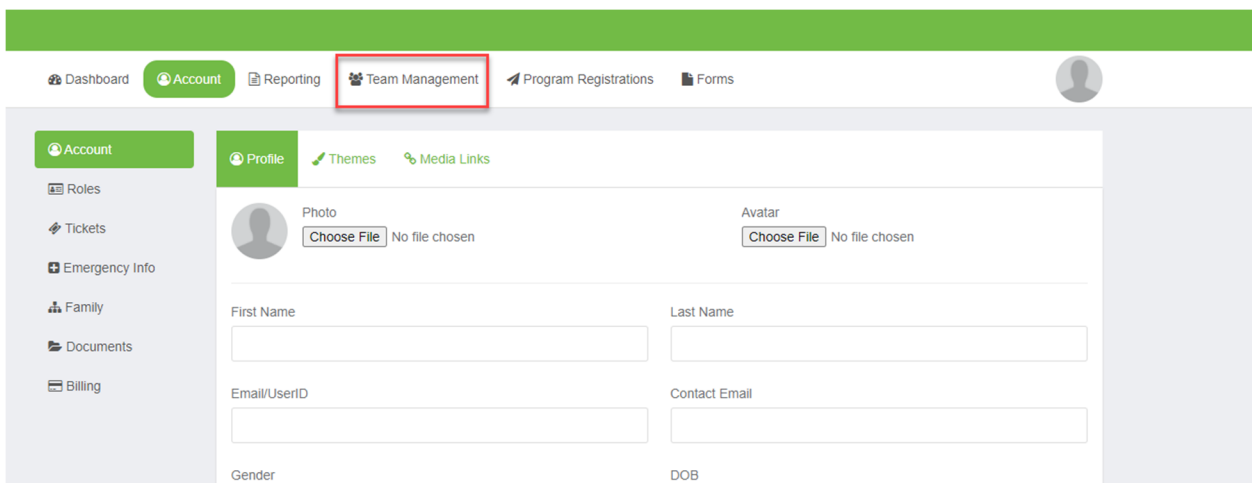 Dashboard Account Reporting Team Management Program Registrations Forms
Account
Roles
Tickets
Emergency Info
Family
Documents
Billing
Profile Themes Media Links
Photo Avatar
Choose File No file chosen Choose File No file chosen
First Name Last Name
Email/UserID Contact Email
Gender DOB